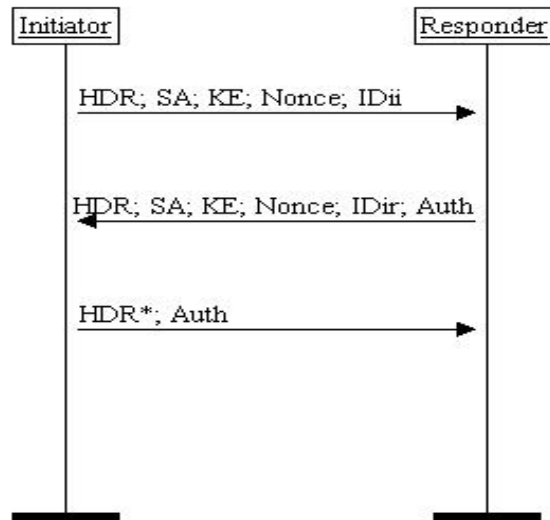 Initiator
Responder
HDR; SA; KE; Nonce; IDii
HDR; SA; KE; Nonce; IDir; Auth
HDR*; Auth